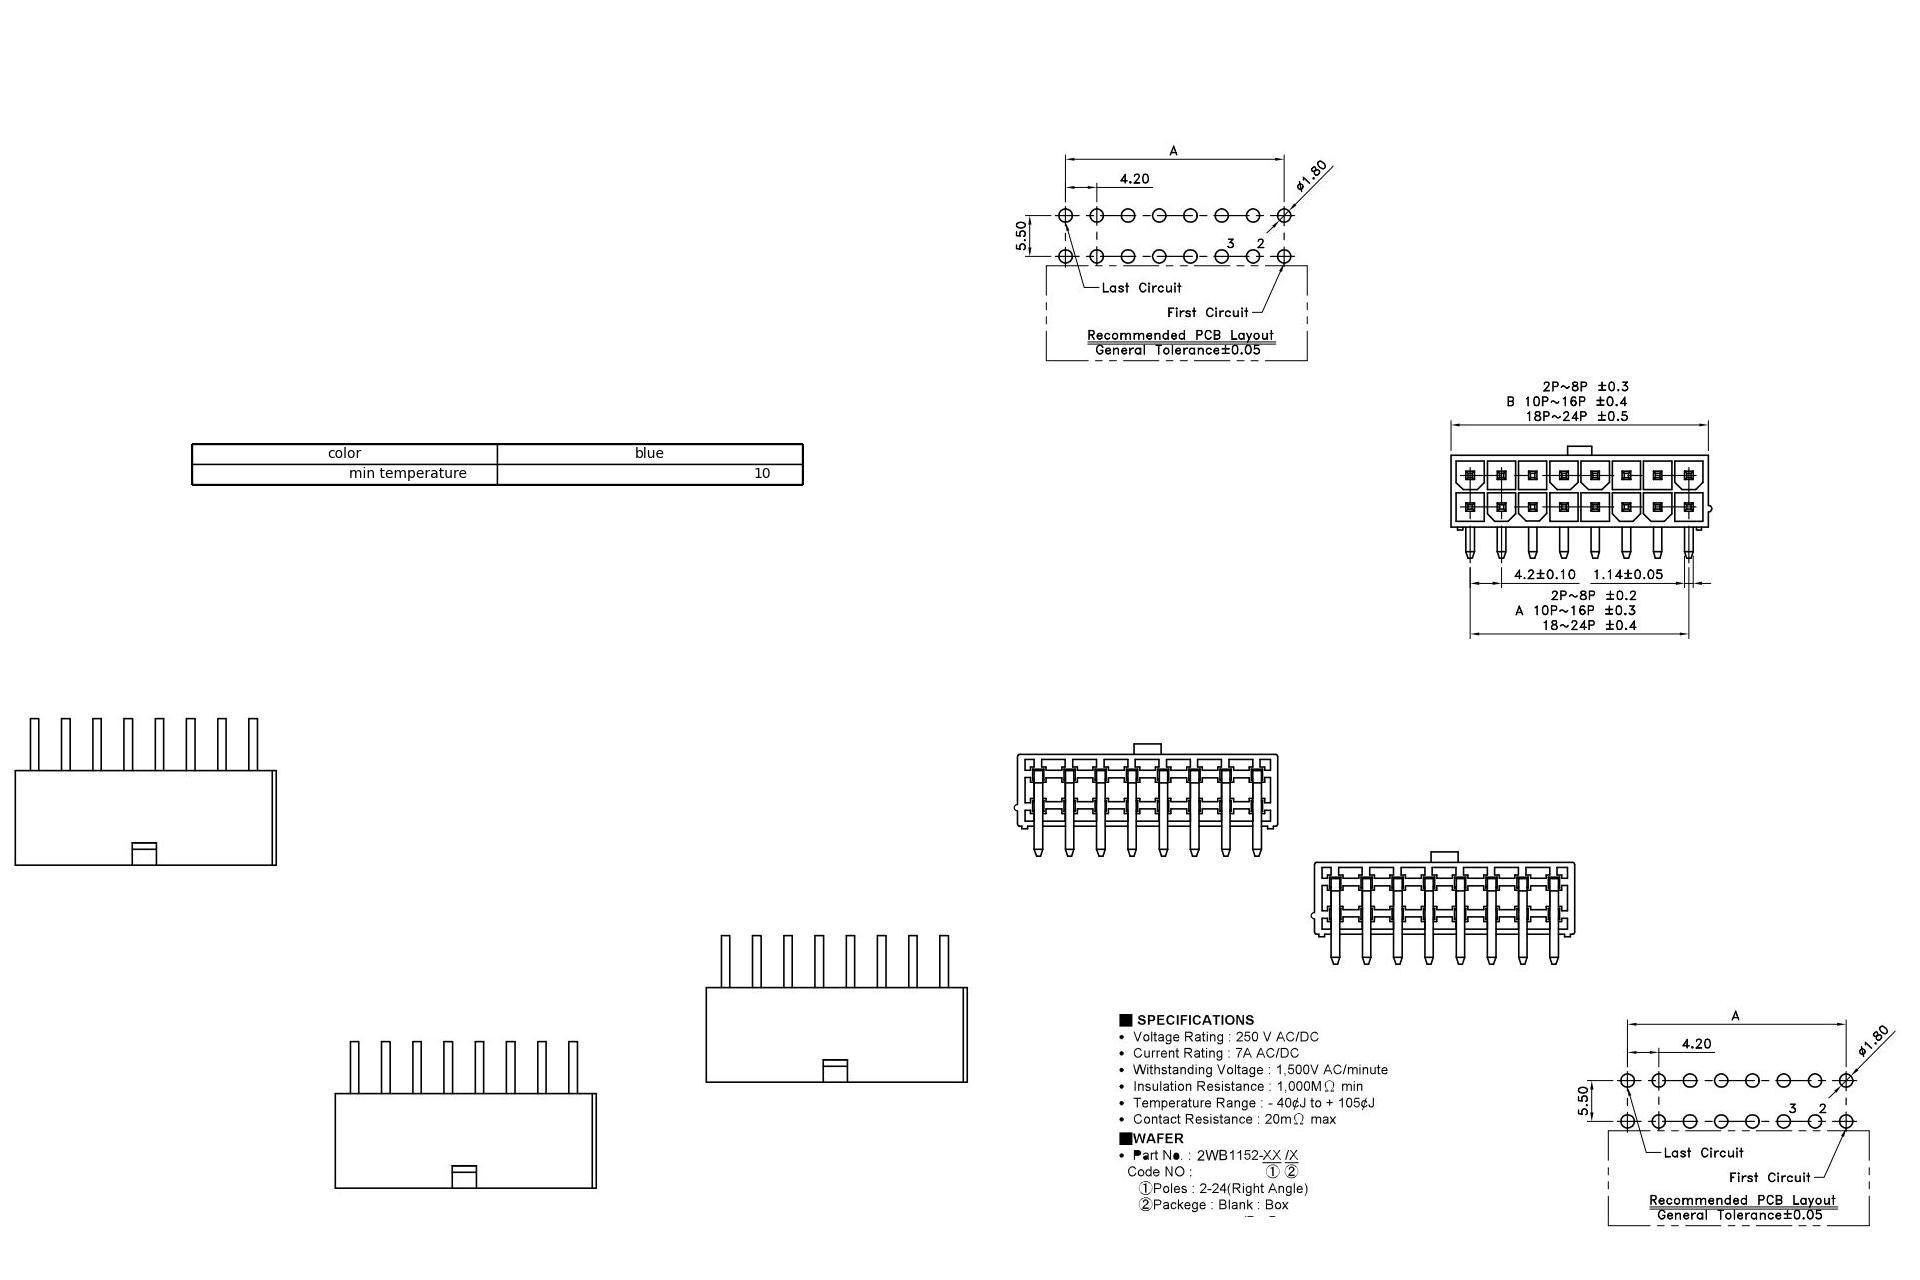 A
4.20
ø1.80
5.50
3 2
Last Circuit
First Circuit
Recommended PCB Layout
General Tolerance±0.05
2P~8P ±0.3
B 10P~16P ±0.4
18P~24P ±0.5
color blue
min temperature 10
4.2±0.10 1.14±0.05
2P~8P ±0.2
A 10P~16P ±0.3
18~24P ±0.4
■ SPECIFICATIONS
• Voltage Rating : 250 V AC/DC
• Current Rating : 7A AC/DC
• Withstanding Voltage : 1,500V AC/minute
• Insulation Resistance : 1,000MΩ min
• Temperature Range : - 40¢J to + 105¢J
• Contact Resistance : 20mΩ max
■WAFER
• Part No. : 2WB1152-XX /X
Code NO : ① ②
①Poles : 2-24(Right Angle)
②Packege : Blank : Box
A
4.20
ø1.80
5.50
3 2
Last Circuit
First Circuit
Recommended PCB Layout
General Tolerance±0.05